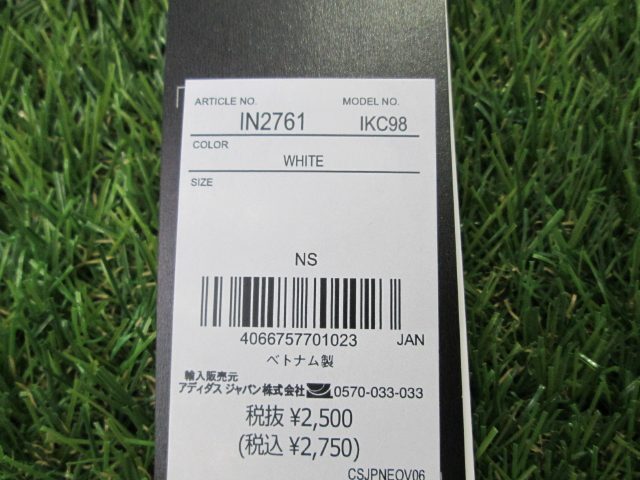 ARTICLE NO. MODEL NO.
IN2761 IKC98
COLOR
WHITE
SIZE
NS
4066757701023 JAN
ベトナム製
輸入販売元
アディダス ジャパン株式会社 0570-033-033
税抜 ¥2,500
(税込 ¥2,750)
CSJPNEOV06